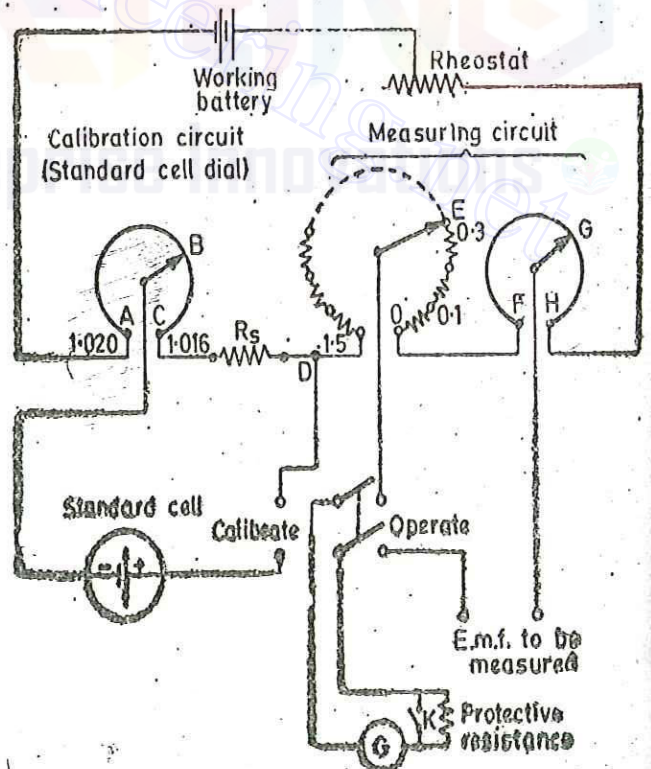 Working
battery
Rheostat
Calibration circuit
(Standard cell dial)
Measuring circuit
B
E
0.3
G
A
C
1.020
1.016
Rs
D
1.5
0
0.1
F
H
Standard cell
Calibeate
Operate
E.m.f. to be
measured
K
Protective
resistance
G